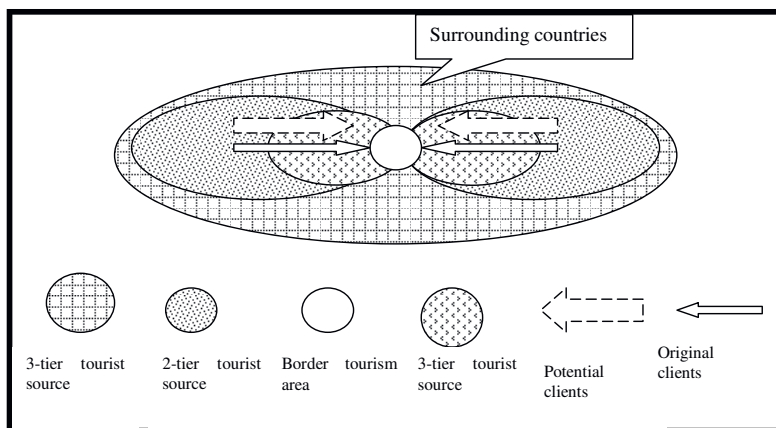 Surrounding countries
3-tier tourist
source
2-tier tourist
source
Border tourism
area
3-tier tourist
source
Potential
clients
Original
clients